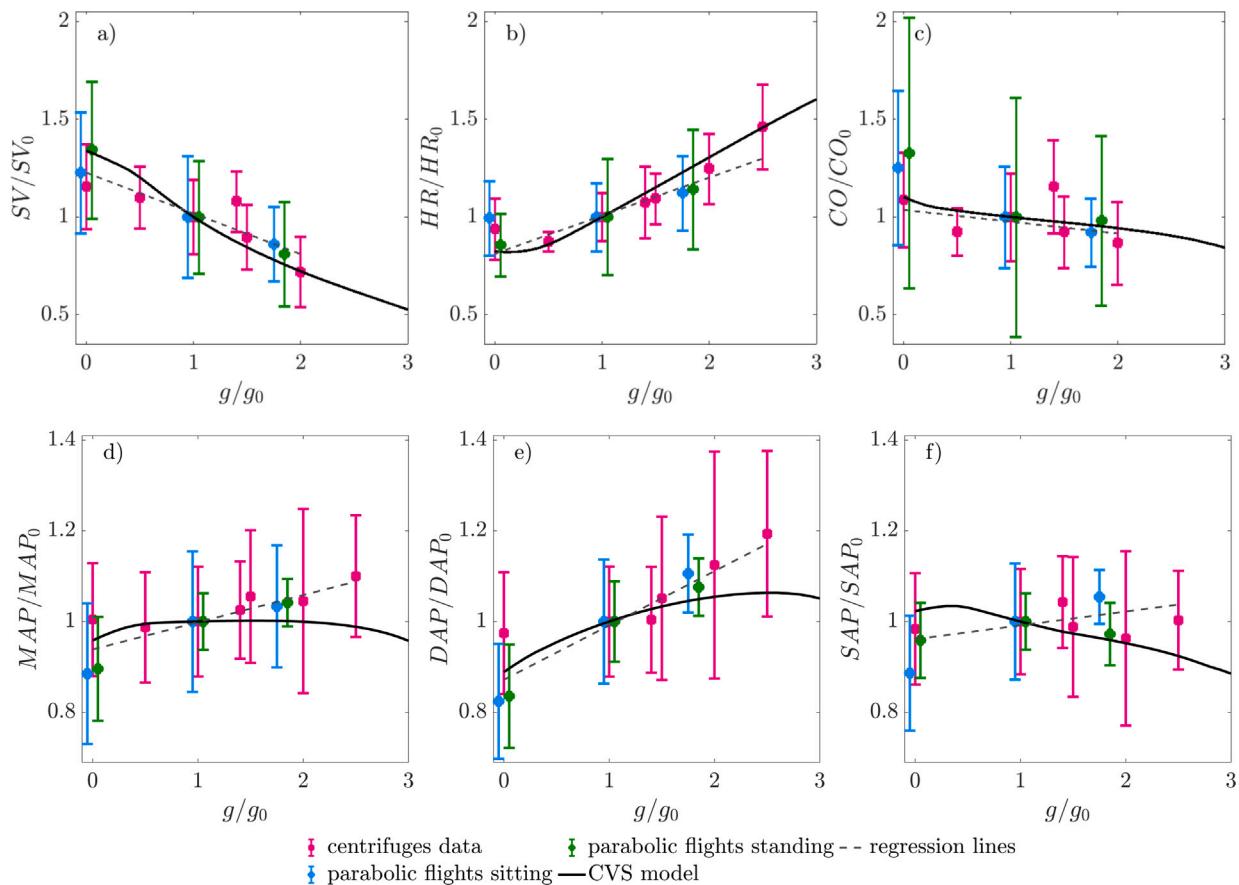 a)
b)
c)
2
1.5
1
0.5
SV/SV₀
0 1 2 3
g/g₀
2
1.5
1
0.5
HR/HR₀
0 1 2 3
g/g₀
2
1.5
1
0.5
CO/CO₀
0 1 2 3
g/g₀
d)
e)
f)
1.4
1.2
1
0.8
MAP/MAP₀
0 1 2 3
g/g₀
1.4
1.2
1
0.8
DAP/DAP₀
0 1 2 3
g/g₀
1.4
1.2
1
0.8
SAP/SAP₀
0 1 2 3
g/g₀
centrifuges data parabolic flights standing regression lines
parabolic flights sitting CVS model